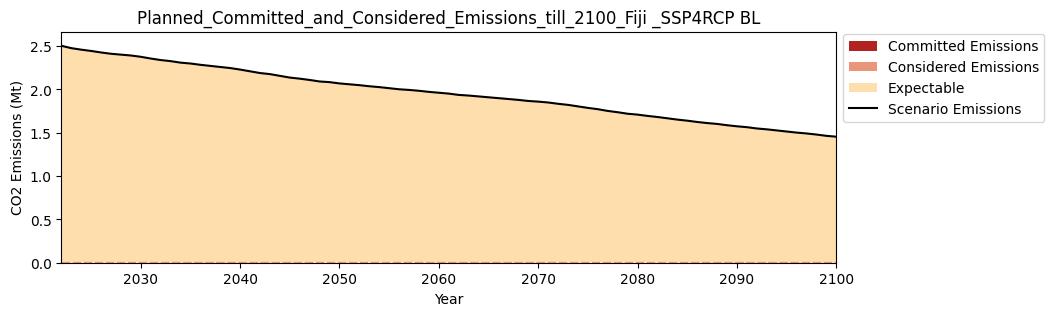 Planned_Committed_and_Considered_Emissions_till_2100_Fiji _SSP4RCP BL
Committed Emissions
Considered Emissions
Expectable
Scenario Emissions
CO2 Emissions (Mt)
2.5
2.0
1.5
1.0
0.5
0.0
2030 2040 2050 2060 2070 2080 2090 2100
Year